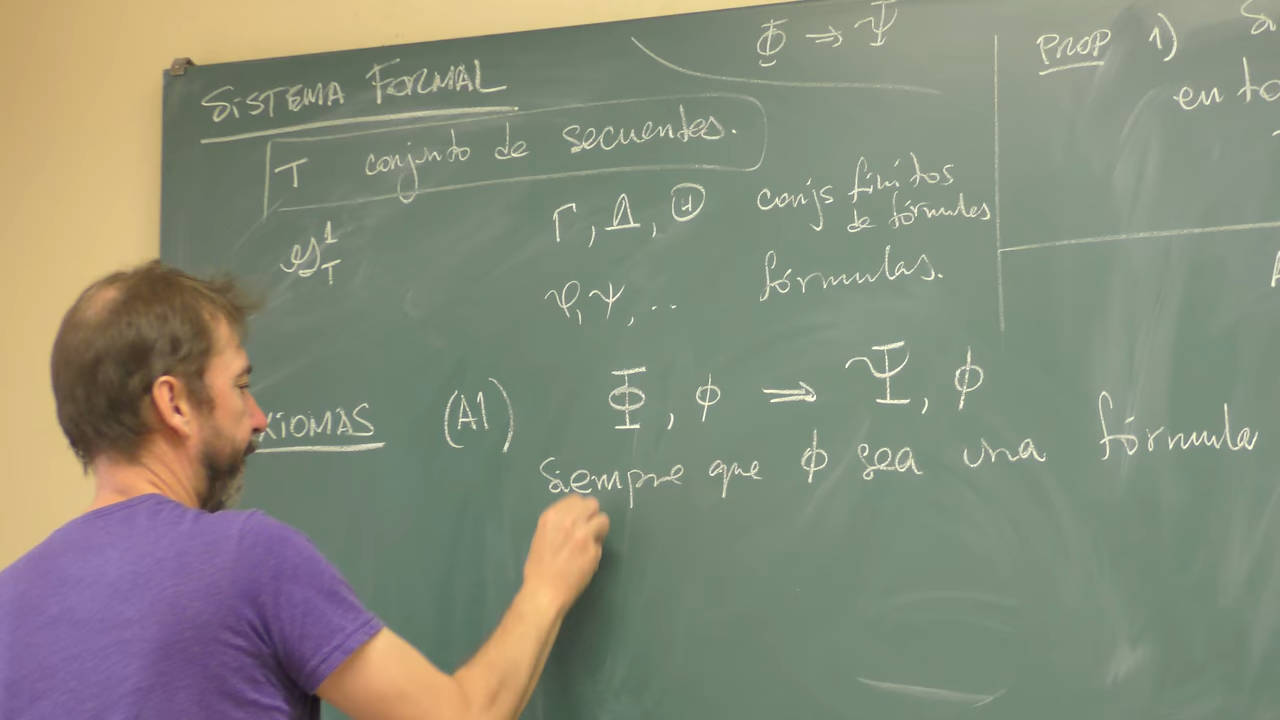 Φ ⇒ Ψ
SISTEMA FORMAL
T conjunto de secuentes.
Γ, Δ, Θ conjs finitos
de fórmulas
φ, ψ, .. fórmulas.
XIOMAS (A1) Φ, ϕ ⇒ Ψ, ϕ
Siempre que ϕ sea una fórmula
PROP 1)
en to